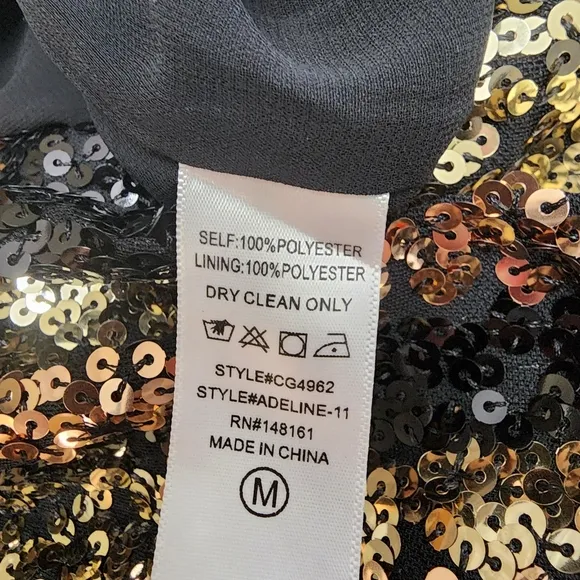 SELF:100%POLYESTER
LINING:100%POLYESTER
DRY CLEAN ONLY
STYLE#CG4962
STYLE#ADELINE-11
RN#148161
MADE IN CHINA
M